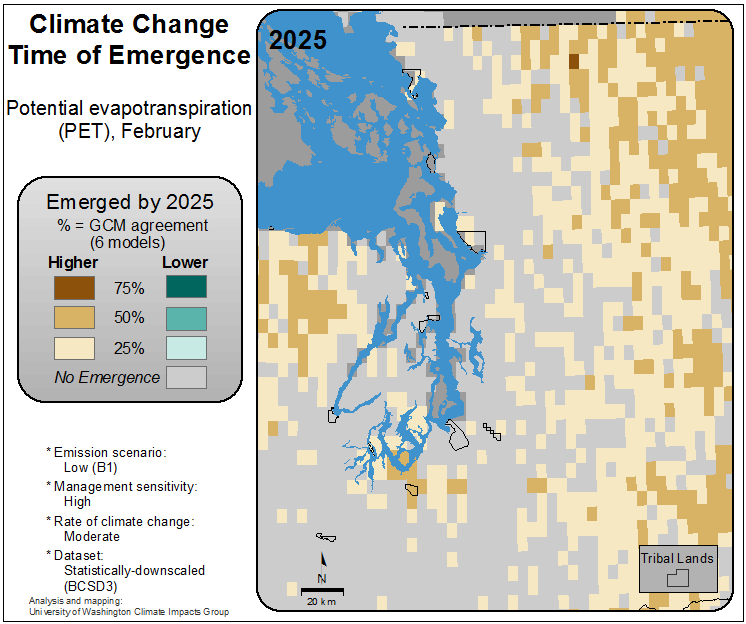 Climate Change
Time of Emergence
Potential evapotranspiration
(PET), February
Emerged by 2025
% = GCM agreement
(6 models)
Higher Lower
75%
50%
25%
No Emergence
* Emission scenario:
Low (B1)
* Management sensitivity:
High
* Rate of climate change:
Moderate
* Dataset:
Statistically-downscaled
(BCSD3)
Analysis and mapping:
University of Washington Climate Impacts Group
2025
N
20 km
Tribal Lands